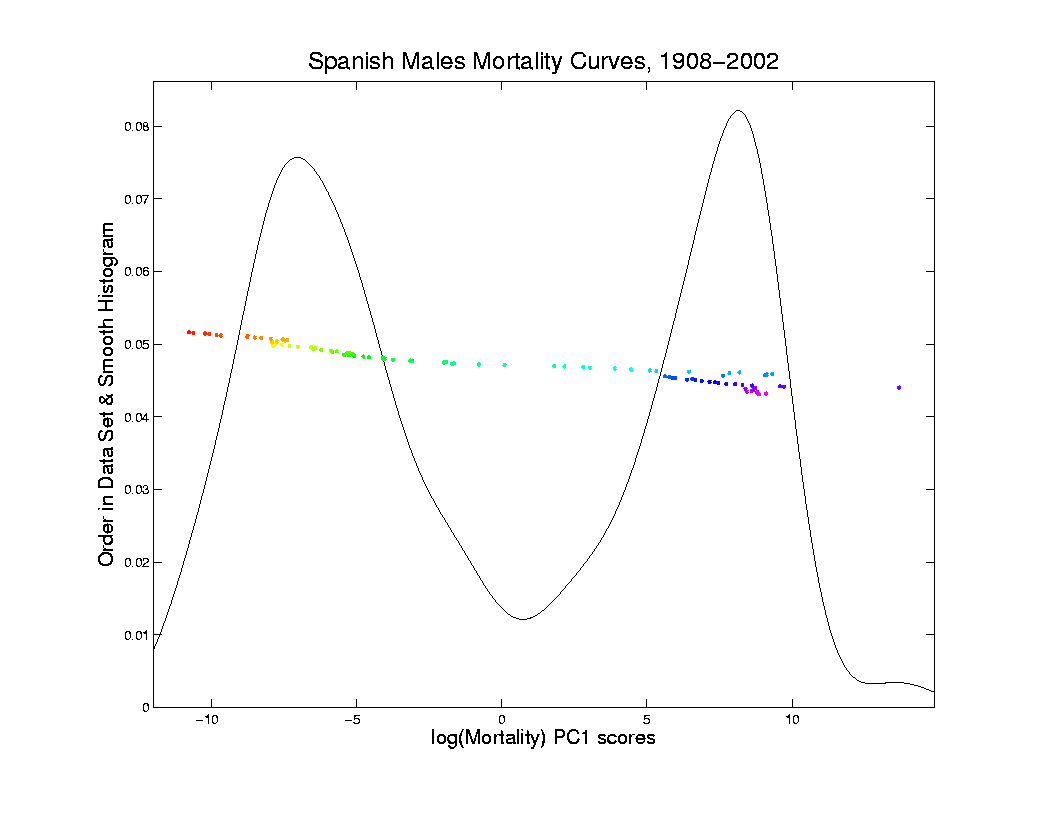 Spanish Males Mortality Curves, 1908-2002
Order in Data Set & Smooth Histogram
0.08
0.07
0.06
0.05
0.04
0.03
0.02
0.01
0
-10 -5 0 5 10
log(Mortality) PC1 scores